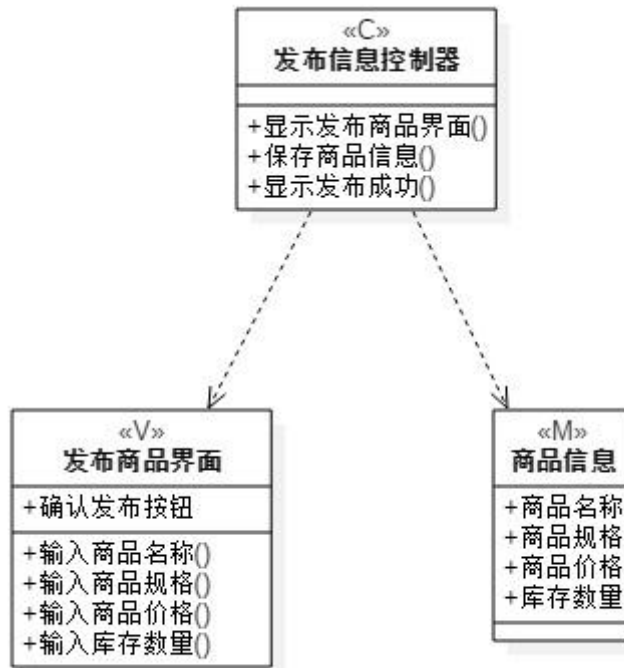 «C»
发布信息控制器
+显示发布商品界面()
+保存商品信息()
+显示发布成功()
«V»
发布商品界面
+确认发布按钮
+输入商品名称()
+输入商品规格()
+输入商品价格()
+输入库存数量()
«M»
商品信息
+商品名称
+商品规格
+商品价格
+库存数量